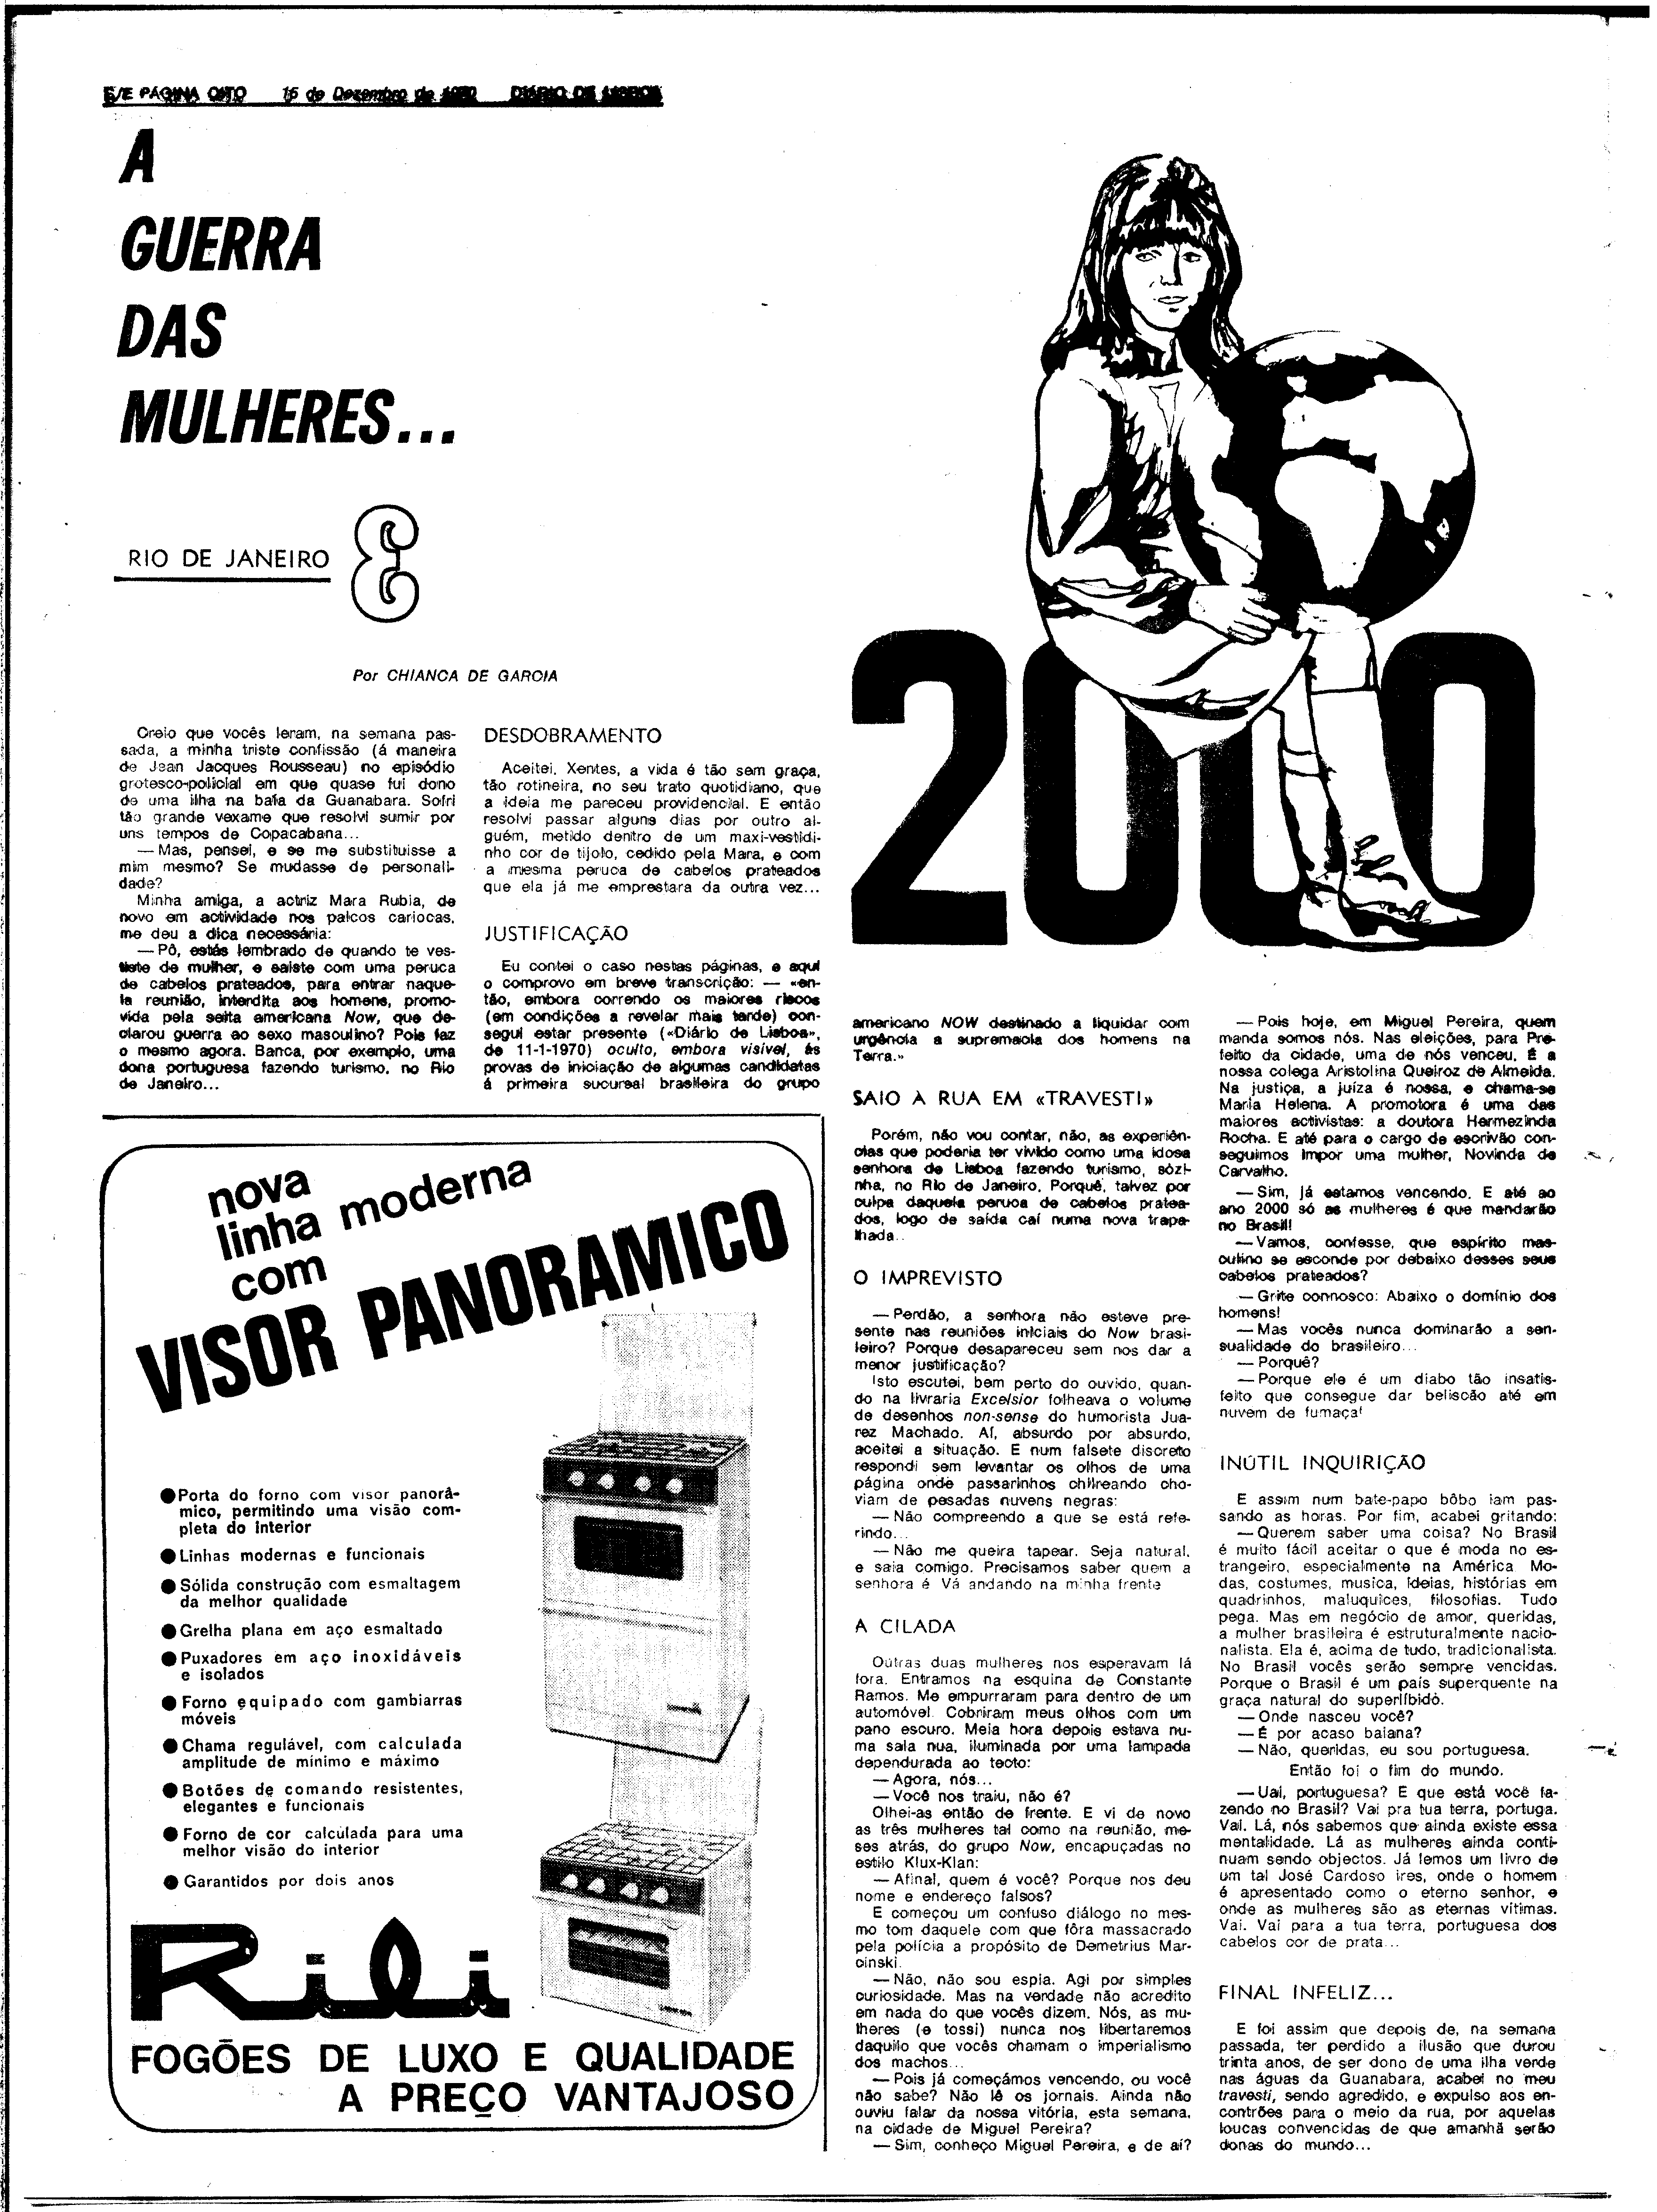 E/E PÁGINA OITO 16 de Dezembro de 1970 DIÁRIO DE LISBOA
A
GUERRA
DAS
MULHERES...
RIO DE JANEIRO
Por CHIANCA DE GARCIA
Creio que vocês leram, na semana pas-
sada, a minha triste confissão (á maneira
de Jean Jacques Rousseau) no episódio
grotesco-policial em que quase fui dono
de uma ilha na baía da Guanabara. Sofri
tão grande vexame que resolvi sumir por
uns tempos de Copacabana...
— Mas, pensei, e se me substituisse a
mim mesmo? Se mudasse de personali-
dade?
Minha amiga, a actriz Mara Rubia, de
novo em actividade nos palcos cariocas,
me deu a dica necessária:
— Pô, estás lembrado de quando te ves-
tiste de mulher, e saíste com uma peruca
de cabelos prateados, para entrar naque-
la reunião, interdita aos homens, promo-
vida pela seita americana Now, que de-
clarou guerra ao sexo masculino? Pois faz
o mesmo agora. Banca, por exemplo, uma
dona portuguesa fazendo turismo, no Rio
de Janeiro...
DESDOBRAMENTO
Aceitei. Xentes, a vida é tão sem graça,
tão rotineira, no seu trato quotidiano, que
a ideia me pareceu providencial. E então
resolvi passar alguns dias por outro al-
guém, metido dentro de um maxi-vestidi-
nho cor de tijolo, cedido pela Mara, e com
a mesma peruca de cabelos prateados
que ela já me emprestara da outra vez...
JUSTIFICAÇÃO
Eu contei o caso nestas páginas, e aqui
o comprovo em breve transcrição: — «en-
tão, embora correndo os maiores riscos
(em condições a revelar mais tarde) con-
segui estar presente («Diário de Lisboa»,
de 11-1-1970) oculto, embora visível, ás
provas de iniciação de algumas candidatas
á primeira sucursal brasileira do grupo
2000
americano NOW destinado a liquidar com
urgência a supremacia dos homens na
Terra.»
SAIO À RUA EM «TRAVESTI»
Porém, não vou contar, não, as experiên-
cias que poderia ter vivido como uma idosa
senhora de Lisboa fazendo turismo, sòzi-
nha, no Rio de Janeiro. Porquê, talvez por
culpa daquela peruca de cabelos pratea-
dos, logo de saída caí numa nova trapa-
lhada..
O IMPREVISTO
— Perdão, a senhora não esteve pre-
sente nas reuniões iniciais do Now brasi-
leiro? Porque desapareceu sem nos dar a
menor justificação?
Isto escutei, bem perto do ouvido, quan-
do na livraria Excelsior folheava o volume
de desenhos non-sense do humorista Jua-
rez Machado. Aí, absurdo por absurdo,
aceitei a situação. E num falsete discreto
respondi sem levantar os olhos de uma
página onde passarinhos chilreando cho-
viam de pesadas nuvens negras:
— Não compreendo a que se está refe-
rindo...
— Não me queira tapear. Seja natural,
e saia comigo. Precisamos saber quem a
senhora é Vá andando na minha frente
A CILADA
Outras duas mulheres nos esperavam lá
fora. Entramos na esquina de Constante
Ramos. Me empurraram para dentro de um
automóvel. Cobriram meus olhos com um
pano escuro. Meia hora depois estava nu-
ma sala nua, iluminada por uma lampada
dependurada ao tecto:
— Agora, nós...
— Você nos traiu, não é?
Olhei-as então de frente. E vi de novo
as três mulheres tal como na reunião, me-
ses atrás, do grupo Now, encapuçadas no
estilo Klux-Klan:
— Afinal, quem é você? Porque nos deu
nome e endereço falsos?
E começou um confuso diálogo no mes-
mo tom daquele com que fôra massacrado
pela polícia a propósito de Demetrius Mar-
cinski.
— Não, não sou espia. Agi por simples
curiosidade. Mas na verdade não acredito
em nada do que vocês dizem. Nós, as mu-
lheres (e tossi) nunca nos libertaremos
daquilo que vocês chamam o imperialismo
dos machos...
— Pois já começámos vencendo, ou você
não sabe? Não lê os jornais. Ainda não
ouviu falar da nossa vitória, esta semana,
na cidade de Miguel Pereira?
— Sim, conheço Miguel Pereira, e de aí?
— Pois hoje, em Miguel Pereira, quem
manda somos nós. Nas eleições, para Pre-
feito da cidade, uma de nós venceu. É a
nossa colega Aristolina Queiroz de Almeida.
Na justiça, a juíza é nossa, e chama-se
Maria Helena. A promotora é uma das
maiores activistas: a doutora Hermezinda
Rocha. E até para o cargo de escrivão con-
seguimos impor uma mulher, Novinda de
Carvalho.
— Sim, já estamos vencendo. E até ao
ano 2000 só as mulheres é que mandarão
no Brasil!
— Vamos, confesse, que espírito mas-
culino se esconde por debaixo desses seus
cabelos prateados?
— Grite connosco: Abaixo o domínio dos
homens!
— Mas vocês nunca dominarão a sen-
sualidade do brasileiro...
— Porquê?
— Porque ele é um diabo tão insatis-
feito que consegue dar beliscão até em
nuvem de fumaça!
INÚTIL INQUIRIÇÃO
E assim num bate-papo bôbo iam pas-
sando as horas. Por fim, acabei gritando:
— Querem saber uma coisa? No Brasil
é muito fácil aceitar o que é moda no es-
trangeiro, especialmente na América Mo-
das, costumes, musica, ideias, histórias em
quadrinhos, maluquices, filosofias. Tudo
pega. Mas em negócio de amor, queridas,
a mulher brasileira é estruturalmente nacio-
nalista. Ela é, acima de tudo, tradicionalista.
No Brasil vocês serão sempre vencidas.
Porque o Brasil é um país superquente na
graça natural do superlíbidò.
— Onde nasceu você?
— É por acaso baiana?
— Não, queridas, eu sou portuguesa.
Então foi o fim do mundo.
— Uai, portuguesa? E que está você fa-
zendo no Brasil? Vai pra tua terra, portuga.
Vai. Lá, nós sabemos que ainda existe essa
mentalidade. Lá as mulheres ainda conti-
nuam sendo objectos. Já lemos um livro de
um tal José Cardoso ires, onde o homem
é apresentado como o eterno senhor, e
onde as mulheres são as eternas vitimas.
Vai. Vai para a tua terra, portuguesa dos
cabelos cor de prata...
FINAL INFELIZ...
E foi assim que depois de, na semana
passada, ter perdido a ilusão que durou
trinta anos, de ser dono de uma ilha verde
nas águas da Guanabara, acabei no meu
travesti, sendo agredido, e expulso aos en-
contrões para o meio da rua, por aquelas
loucas convencidas de que amanhã serão
donas do mundo...
nova
linha moderna
com
VISOR PANORAMICO
●Porta do forno com visor panorâ-
mico, permitindo uma visão com-
pleta do interior
●Linhas modernas e funcionais
●Sólida construção com esmaltagem
da melhor qualidade
●Grelha plana em aço esmaltado
●Puxadores em aço inoxidáveis
e isolados
●Forno equipado com gambiarras
móveis
●Chama regulável, com calculada
amplitude de mínimo e máximo
●Botões de comando resistentes,
elegantes e funcionais
●Forno de cor calculada para uma
melhor visão do interior
●Garantidos por dois anos
Rili
FOGÕES DE LUXO E QUALIDADE
A PREÇO VANTAJOSO